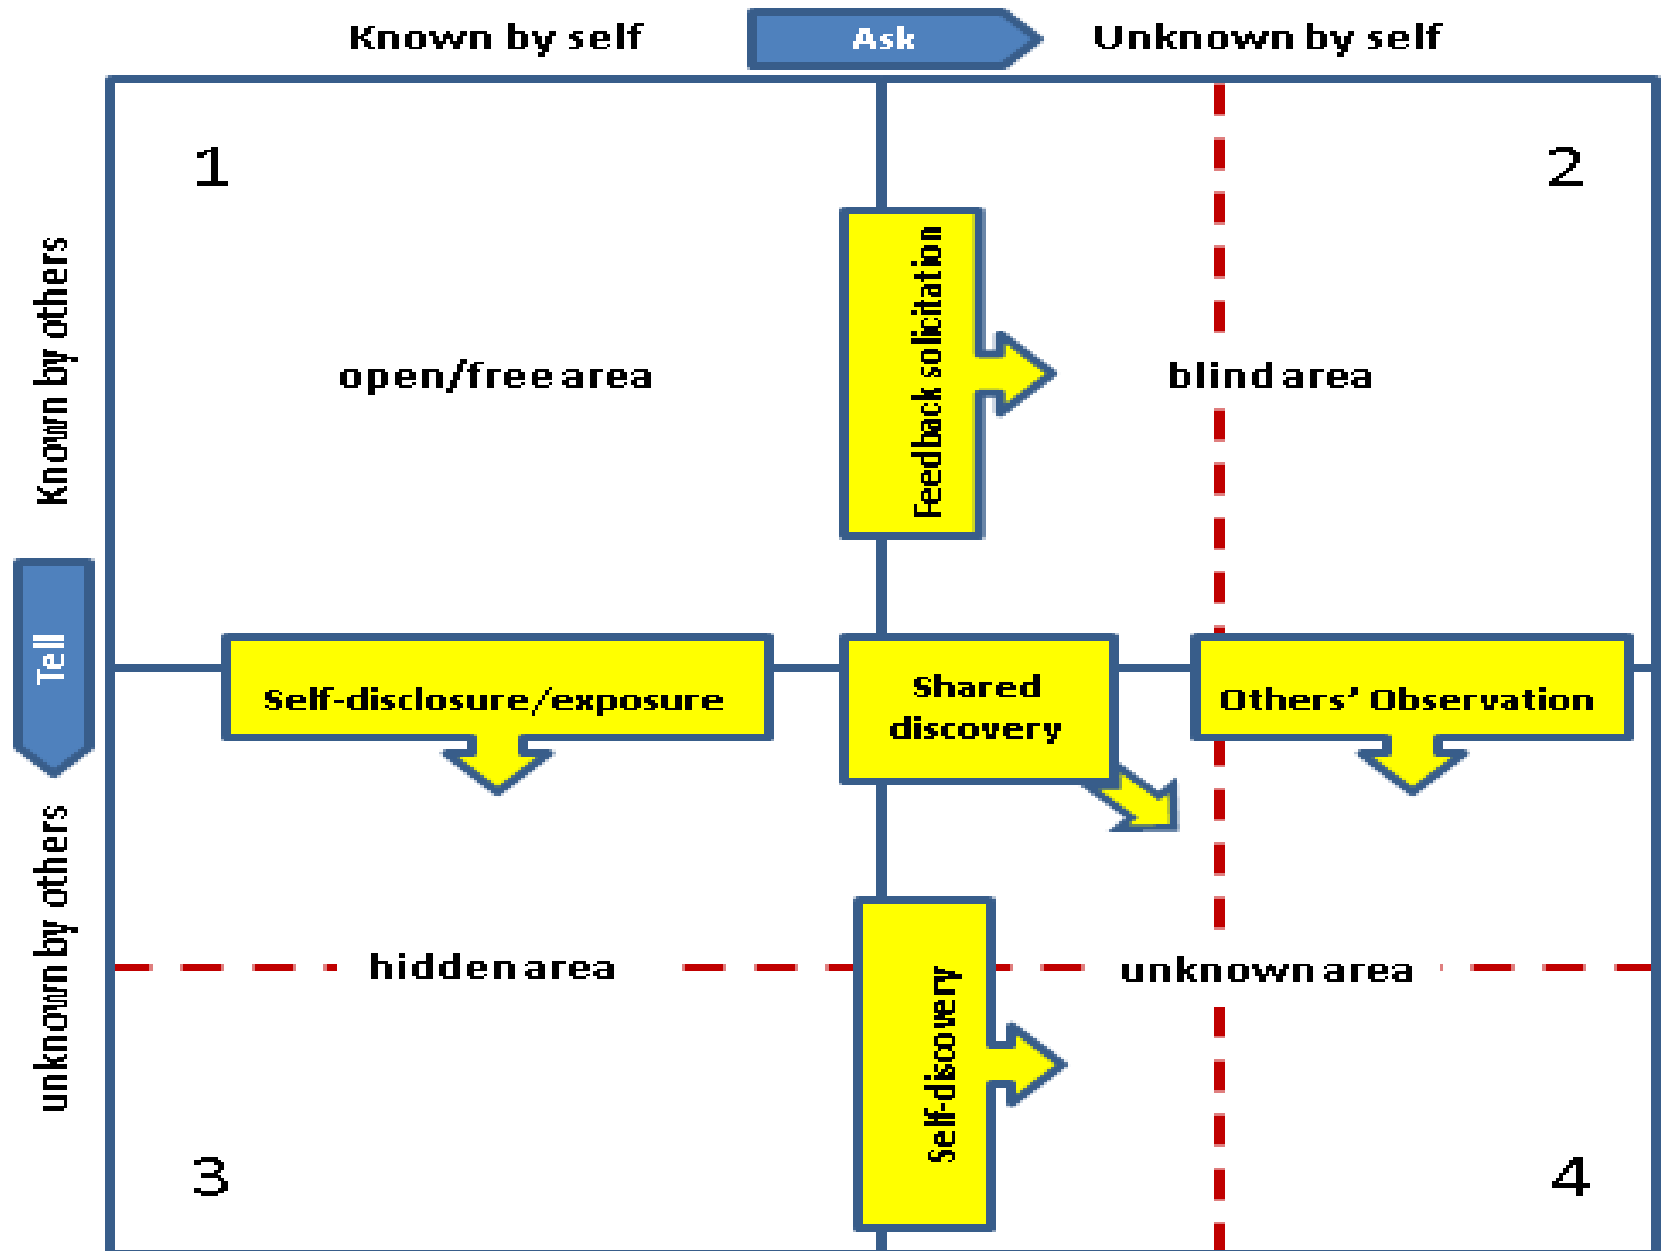 Known by self
Ask
Unknown by self
1
2
Known by others
Feedback solicitation
open/free area
blind area
Tell
Self-disclosure/exposure
Shared
discovery
Others' Observation
unknown by others
hidden area
unknown area
Self-discovery
3
4